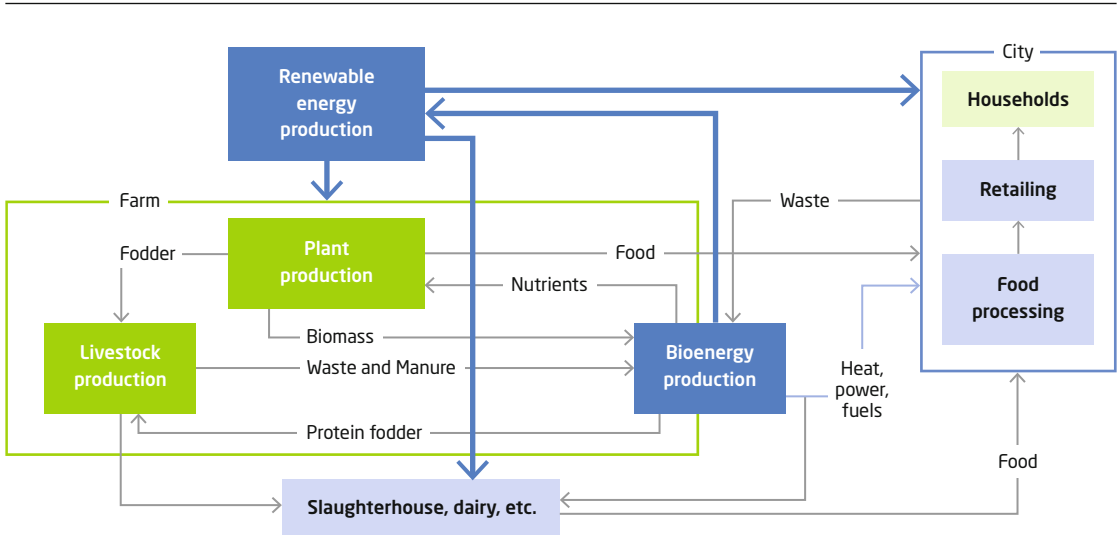 City
Renewable
energy
production
Households
Retailing
Farm
Waste
Plant
production
Fodder
Food
Nutrients
Food
processing
Biomass
Livestock
production
Waste and Manure
Bioenergy
production
Heat,
power,
fuels
Protein fodder
Food
Slaughterhouse, dairy, etc.